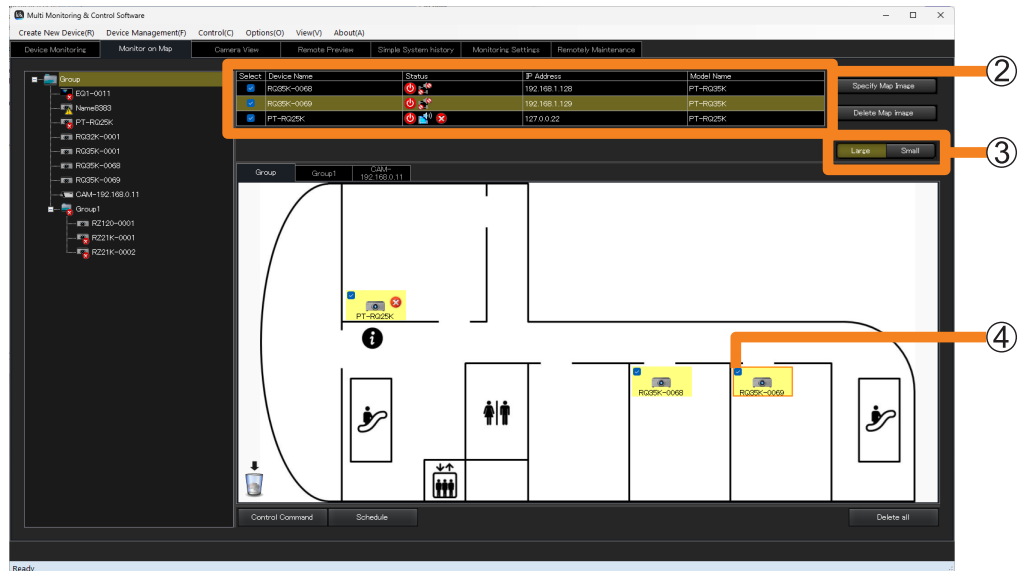 Multi Monitoring & Control Software
Create New Device(R) Device Management(F) Control(C) Options(O) View(V) About(A)
Device Monitoring Monitor on Map Camera View Remote Preview Simple System history Monitoring Settings Remotely Maintenance
Group
EQ1-0011
Name8383
PT-RQ25K
RQ32K-0001
RQ35K-0001
RQ35K-0068
RQ35K-0069
CAM-192.168.0.11
Group1
RZ120-0001
RZ21K-0001
RZ21K-0002
Select Device Name Status IP Address Model Name
RQ35K-0068 192.168.1.128 PT-RQ35K
RQ35K-0069 192.168.1.129 PT-RQ35K
PT-RQ25K 127.0.0.22 PT-RQ25K
②
Specify Map Image
Delete Map image
Large Small
③
Group Group1 CAM-
192.168.0.11
PT-RQ25K
i
④
RQ35K-0068
RQ35K-0069
Control Command Schedule Delete all
Ready